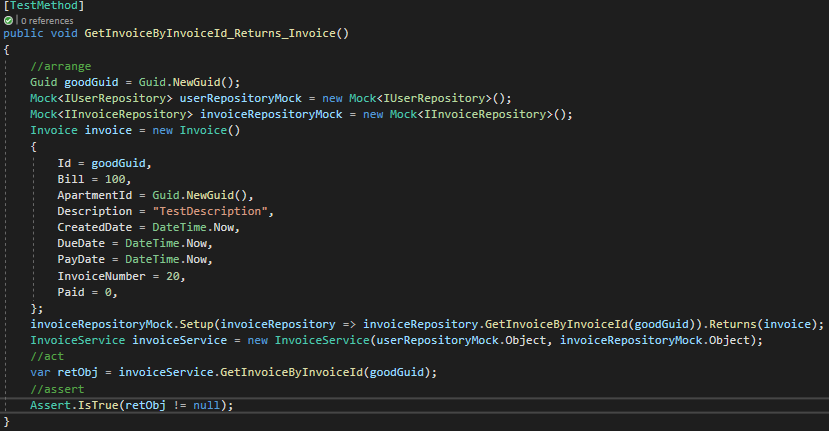 [TestMethod]
| 0 references
public void GetInvoiceByInvoiceId_Returns_Invoice()
{
//arrange
Guid goodGuid = Guid.NewGuid();
Mock<IUserRepository> userRepositoryMock = new Mock<IUserRepository>();
Mock<IInvoiceRepository> invoiceRepositoryMock = new Mock<IInvoiceRepository>();
Invoice invoice = new Invoice()
{
Id = goodGuid,
Bill = 100,
ApartmentId = Guid.NewGuid(),
Description = "TestDescription",
CreatedDate = DateTime.Now,
DueDate = DateTime.Now,
PayDate = DateTime.Now,
InvoiceNumber = 20,
Paid = 0,
};
invoiceRepositoryMock.Setup(invoiceRepository => invoiceRepository.GetInvoiceByInvoiceId(goodGuid)).Returns(invoice);
InvoiceService invoiceService = new InvoiceService(userRepositoryMock.Object, invoiceRepositoryMock.Object);
//act
var retObj = invoiceService.GetInvoiceByInvoiceId(goodGuid);
//assert
Assert.IsTrue(retObj != null);
}